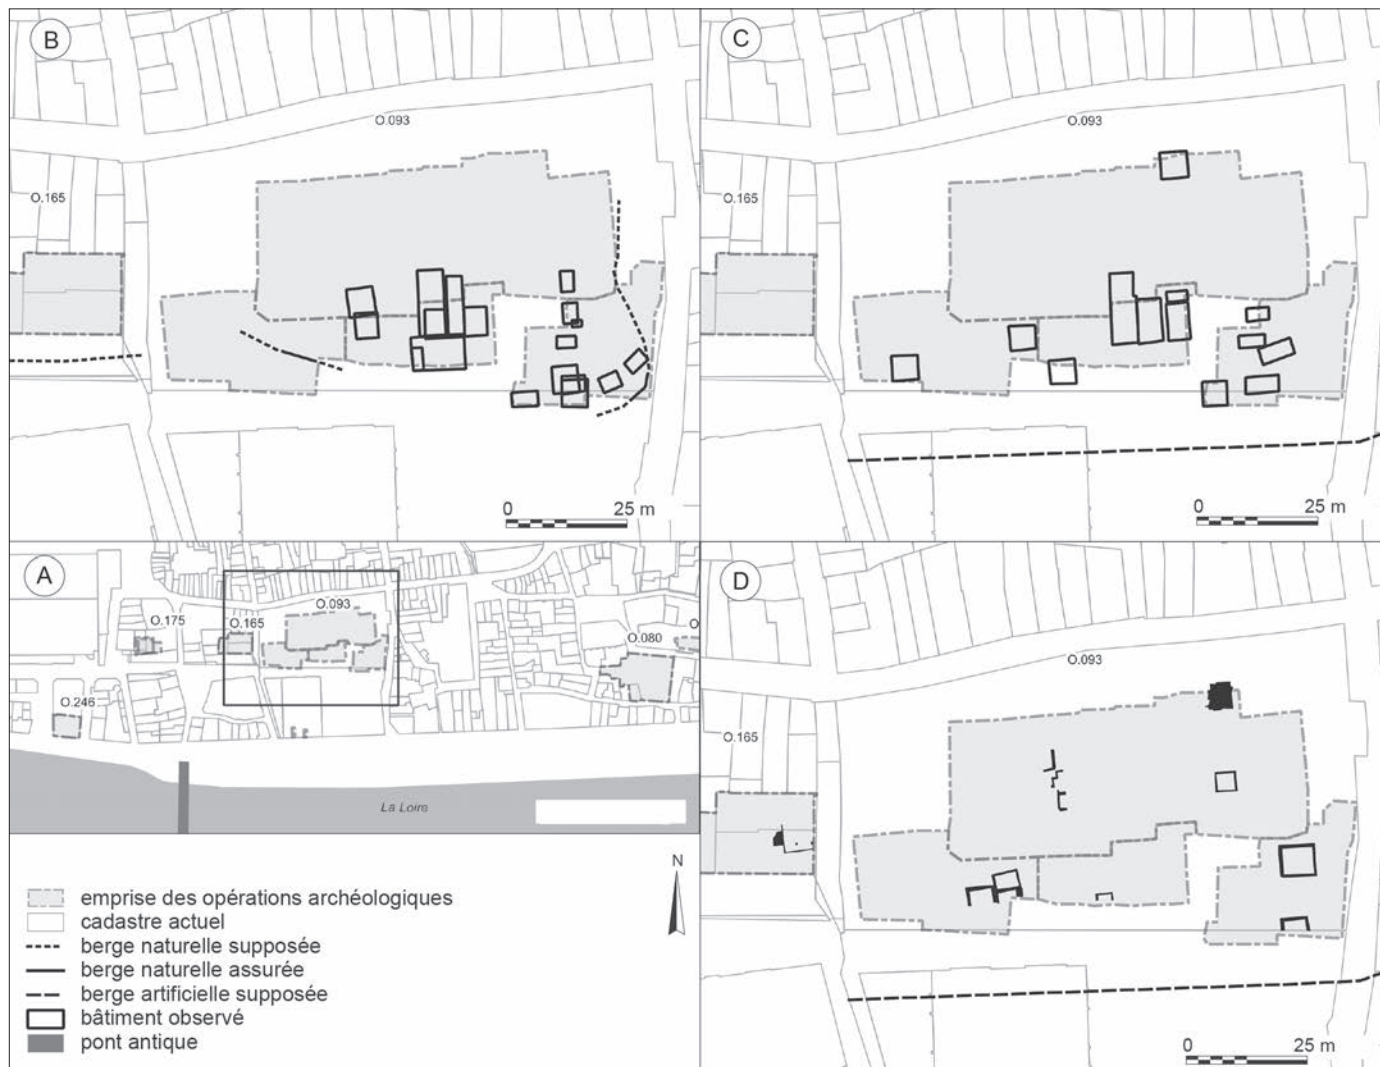 B
O.093
O.165
0 25 m
C
O.093
O.165
0 25 m
A
O.175
O.165
O.093
O.080
O
O.246
La Loire
D
O.093
O.165
0 25 m
N
emprise des opérations archéologiques
cadastre actuel
berge naturelle supposée
berge naturelle assurée
berge artificielle supposée
bâtiment observé
pont antique